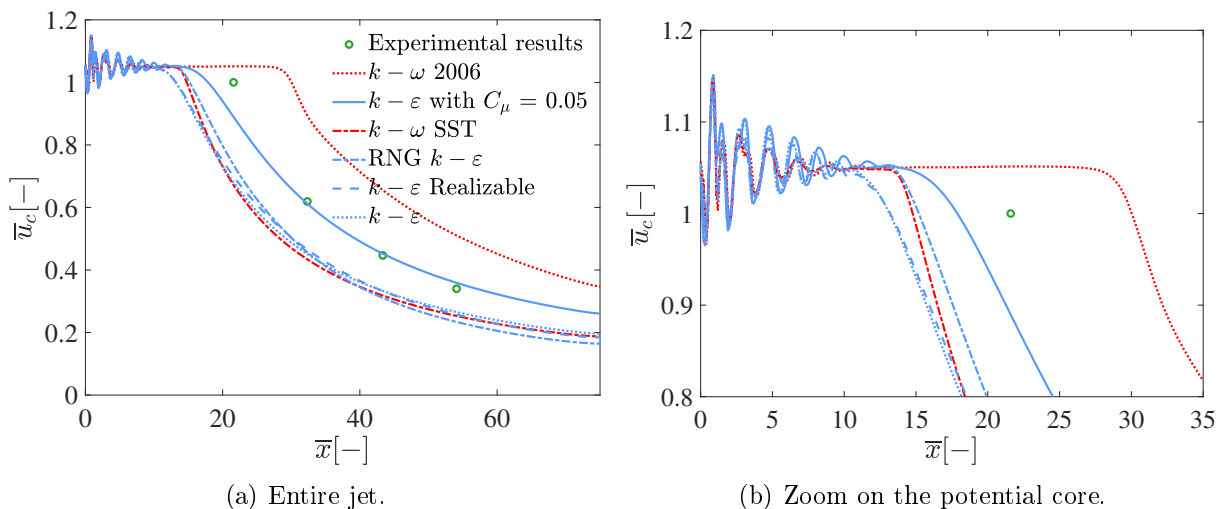 1.2
1
0.8
0.6
0.4
0.2
0
u̅_c[−]
0 20 40 60
x̅[−]
Experimental results
k − ω 2006
k − ε with C_μ = 0.05
k − ω SST
RNG k − ε
k − ε Realizable
k − ε
(a) Entire jet.
1.2
1.1
1
0.9
0.8
u̅_c[−]
0 5 10 15 20 25 30 35
x̅[−]
(b) Zoom on the potential core.